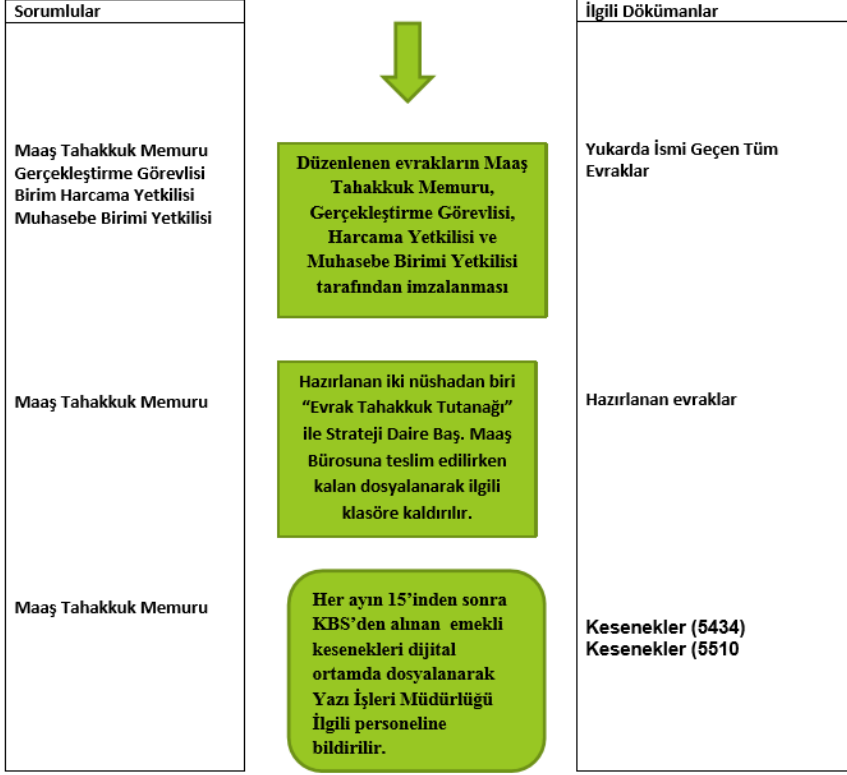 Sorumlular
İlgili Dökümanlar
Maaş Tahakkuk Memuru
Gerçekleştirme Görevlisi
Birim Harcama Yetkilisi
Muhasebe Birimi Yetkilisi
Düzenlenen evrakların Maaş
Tahakkuk Memuru,
Gerçekleştirme Görevlisi,
Harcama Yetkilisi ve
Muhasebe Birimi Yetkilisi
tarafından imzalanması
Yukarda İsmi Geçen Tüm
Evraklar
Maaş Tahakkuk Memuru
Hazırlanan iki nüshadan biri
“Evrak Tahakkuk Tutanağı”
ile Strateji Daire Baş. Maaş
Bürosuna teslim edilirken
kalan dosyalanarak ilgili
klasöre kaldırılır.
Hazırlanan evraklar
Maaş Tahakkuk Memuru
Her ayın 15’inden sonra
KBS’den alınan emekli
kesenekleri dijital
ortamda dosyalanarak
Yazı İşleri Müdürlüğü
İlgili personeline
bildirilir.
Kesenekler (5434)
Kesenekler (5510